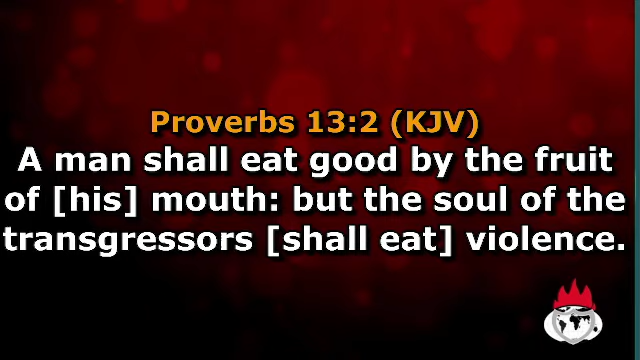 Proverbs 13:2 (KJV)
A man shall eat good by the fruit
of [his] mouth: but the soul of the
transgressors [shall eat] violence.